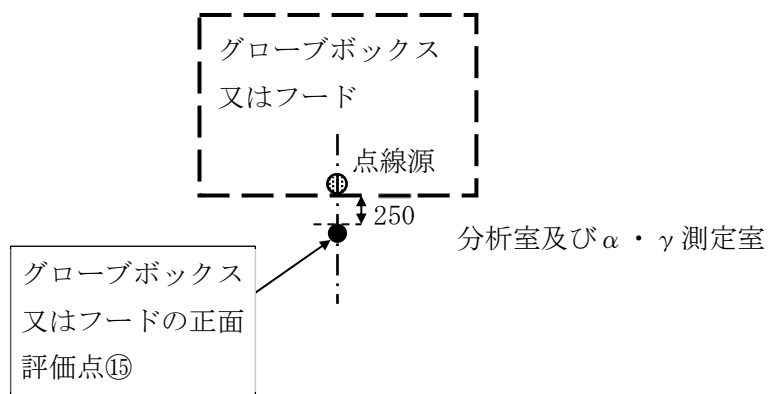 グローブボックス
又はフード
点線源
250
分析室及びα・γ測定室
グローブボックス
又はフードの正面
評価点⑮